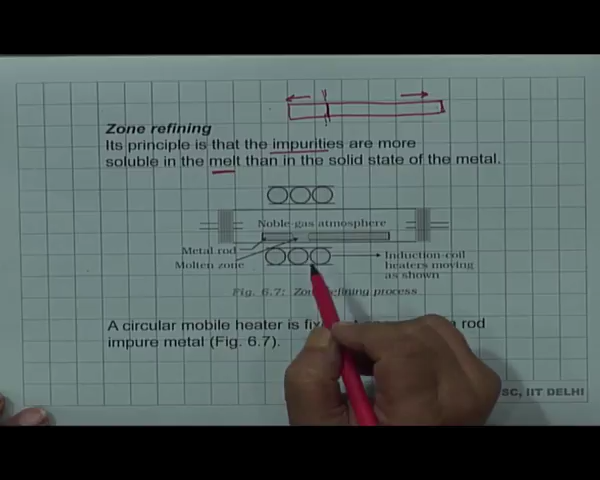 Zone refining
Its principle is that the impurities are more
soluble in the melt than in the solid state of the metal.
Noble-gas atmosphere
Metal rod
Molten zone
Induction-coil
heaters moving
as shown
Fig. 6.7: Zone refining process
A circular mobile heater is rod
impure metal (Fig. 6.7).
SC, IIT DELHI